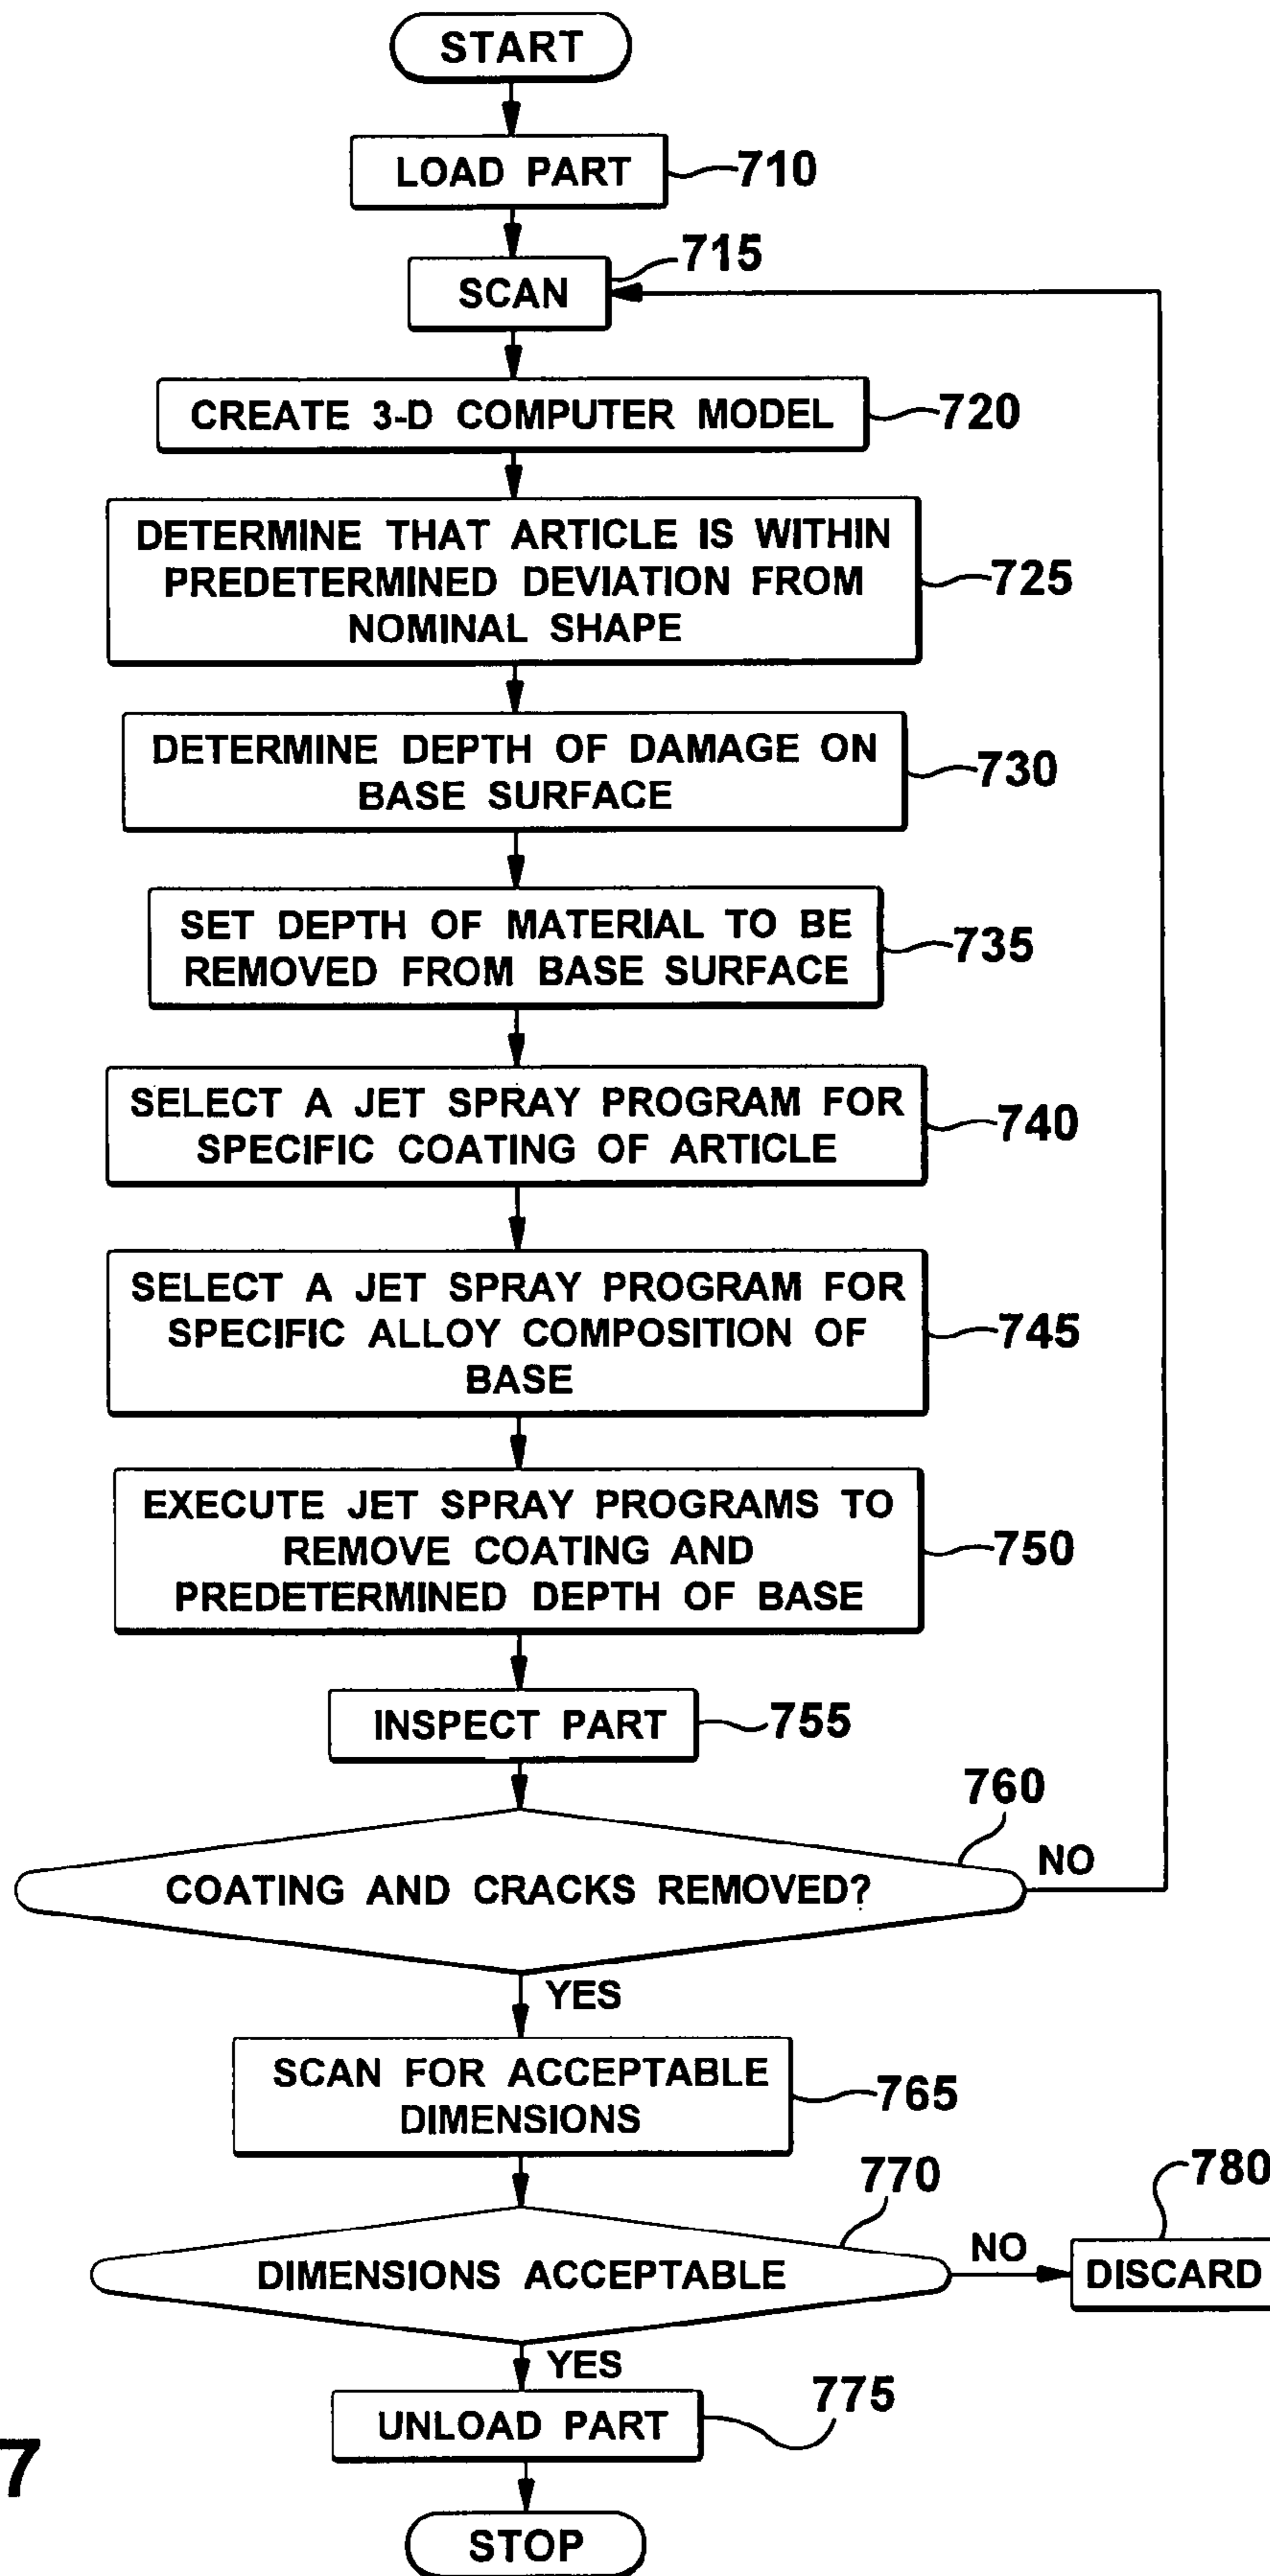 START
LOAD PART
710
SCAN
715
CREATE 3-D COMPUTER MODEL
720
DETERMINE THAT ARTICLE IS WITHIN
PREDETERMINED DEVIATION FROM
NOMINAL SHAPE
725
DETERMINE DEPTH OF DAMAGE ON
BASE SURFACE
730
SET DEPTH OF MATERIAL TO BE
REMOVED FROM BASE SURFACE
735
SELECT A JET SPRAY PROGRAM FOR
SPECIFIC COATING OF ARTICLE
740
SELECT A JET SPRAY PROGRAM FOR
SPECIFIC ALLOY COMPOSITION OF
BASE
745
EXECUTE JET SPRAY PROGRAMS TO
REMOVE COATING AND
PREDETERMINED DEPTH OF BASE
750
INSPECT PART
755
760
COATING AND CRACKS REMOVED?
NO
YES
SCAN FOR ACCEPTABLE
DIMENSIONS
765
770
780
DIMENSIONS ACCEPTABLE
NO
DISCARD
YES
UNLOAD PART
775
7
STOP